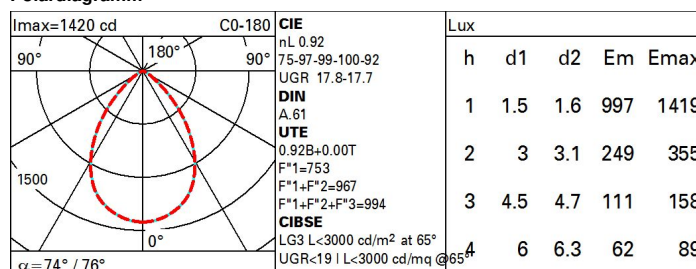 Imax=1420 cd C0-180
90° 180° 90°
1500
0°
α=74° / 76°
CIE
nL 0.92
75-97-99-100-92
UGR 17.8-17.7
DIN
A.61
UTE
0.92B+0.00T
F"1=753
F"1+F"2=967
F"1+F"2+F"3=994
CIBSE
LG3 L<3000 cd/m² at 65°
UGR<19 | L<3000 cd/mq @65°
Lux
h d1 d2 Em Emax
1 1.5 1.6 997 1419
2 3 3.1 249 355
3 4.5 4.7 111 158
4 6 6.3 62 89